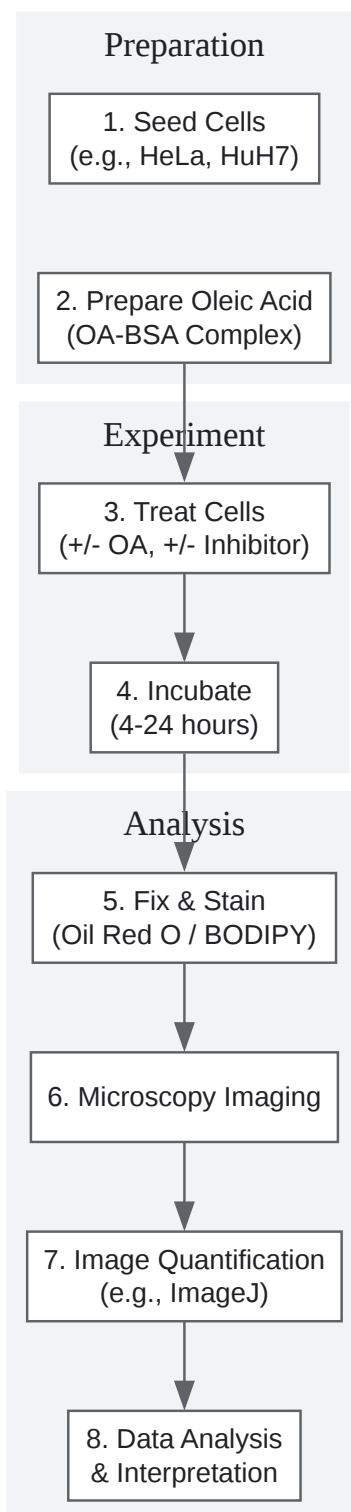 Preparation
1. Seed Cells
(e.g., HeLa, HuH7)
2. Prepare Oleic Acid
(OA-BSA Complex)
Experiment
3. Treat Cells
(+/- OA, +/- Inhibitor)
4. Incubate
(4-24 hours)
Analysis
5. Fix & Stain
(Oil Red O / BODIPY)
6. Microscopy Imaging
7. Image Quantification
(e.g., ImageJ)
8. Data Analysis
& Interpretation